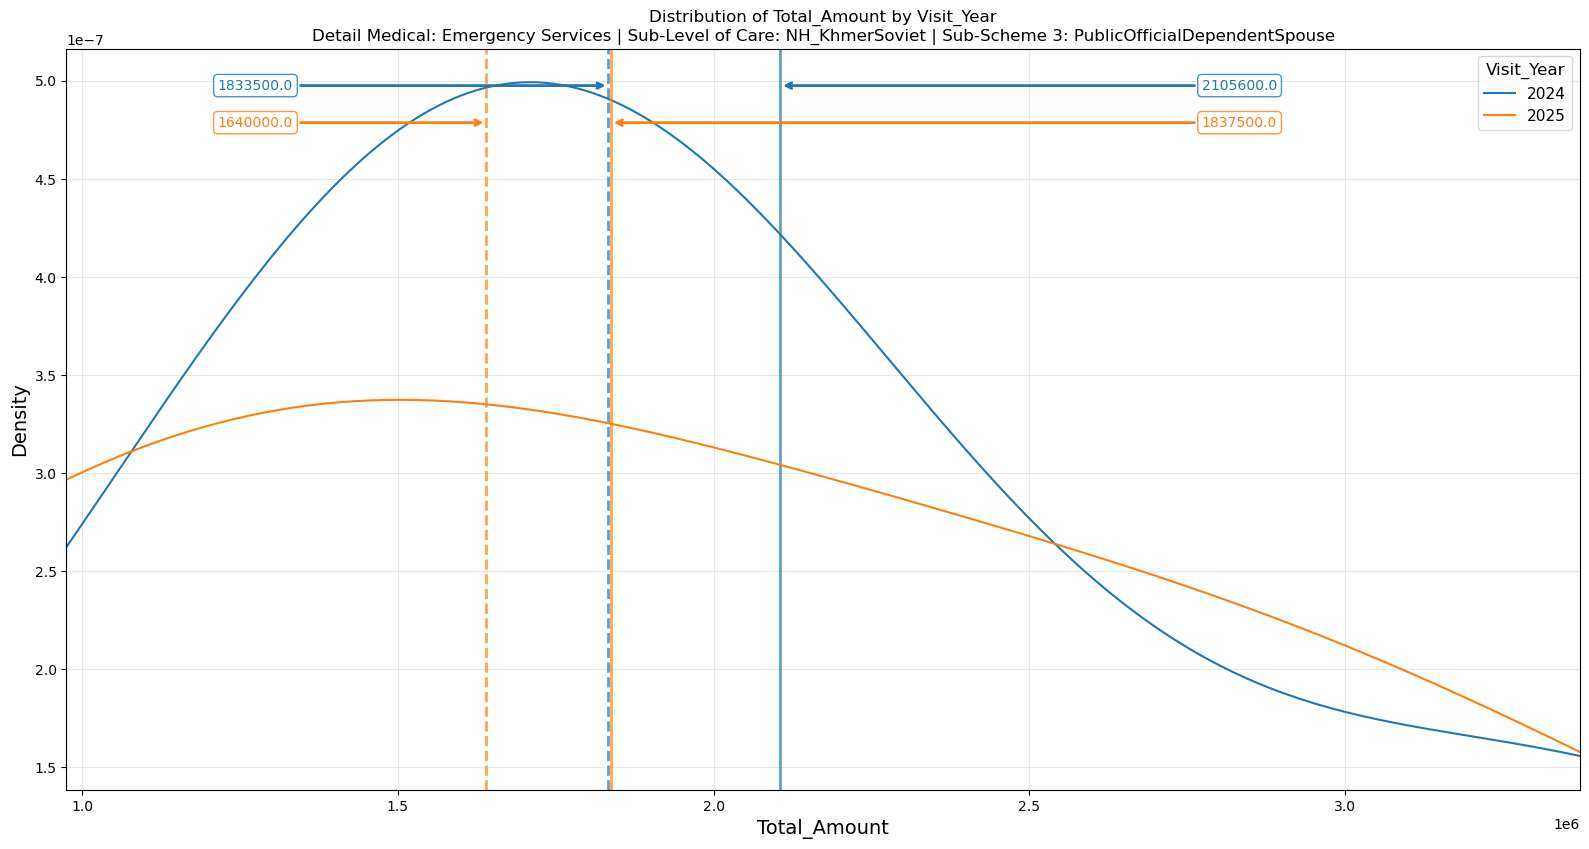 Distribution of Total_Amount by Visit_Year
Detail Medical: Emergency Services | Sub-Level of Care: NH_KhmerSoviet | Sub-Scheme 3: PublicOfficialDependentSpouse
1e−7
5.0
4.5
4.0
3.5
3.0
2.5
2.0
1.5
Density
1833500.0
2105600.0
1640000.0
1837500.0
Visit_Year
2024
2025
1.0
1.5
2.0
2.5
3.0
1e6
Total_Amount